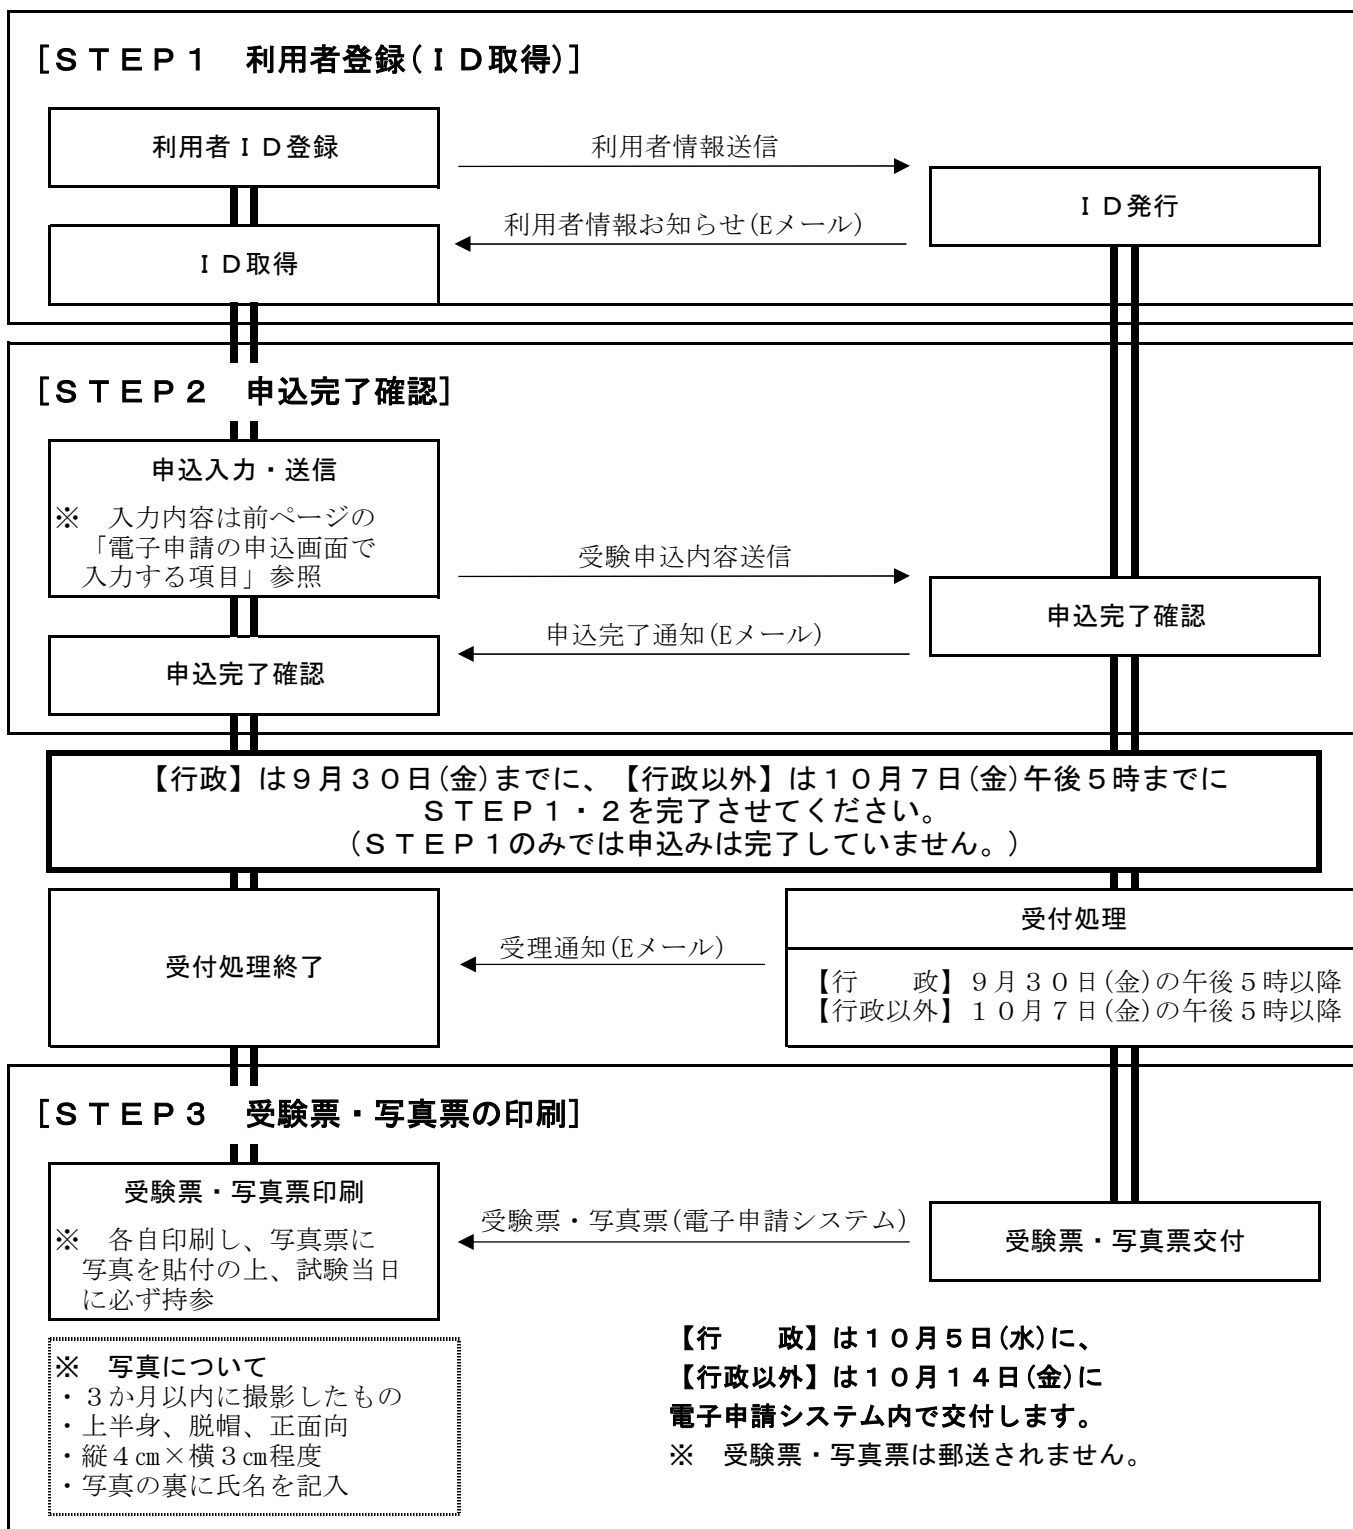 [ＳＴＥＰ１　利用者登録(ＩＤ取得)]
利用者ＩＤ登録
利用者情報送信
ＩＤ発行
利用者情報お知らせ(Eメール)
ＩＤ取得
[ＳＴＥＰ２　申込完了確認]
申込入力・送信
※　入力内容は前ページの
「電子申請の申込画面で
入力する項目」参照
受験申込内容送信
申込完了確認
申込完了通知(Eメール)
申込完了確認
【行政】は９月３０日(金)までに、【行政以外】は１０月７日(金)午後５時までに
ＳＴＥＰ１・２を完了させてください。
(ＳＴＥＰ１のみでは申込みは完了していません。)
受付処理
受理通知(Eメール)
受付処理終了
【行　　政】９月３０日(金)の午後５時以降
【行政以外】１０月７日(金)の午後５時以降
[ＳＴＥＰ３　受験票・写真票の印刷]
受験票・写真票印刷
※　各自印刷し、写真票に
写真を貼付の上、試験当日
に必ず持参
受験票・写真票(電子申請システム)
受験票・写真票交付
※　写真について
・３か月以内に撮影したもの
・上半身、脱帽、正面向
・縦４㎝×横３㎝程度
・写真の裏に氏名を記入
【行　　政】は１０月５日(水)に、
【行政以外】は１０月１４日(金)に
電子申請システム内で交付します。
※　受験票・写真票は郵送されません。